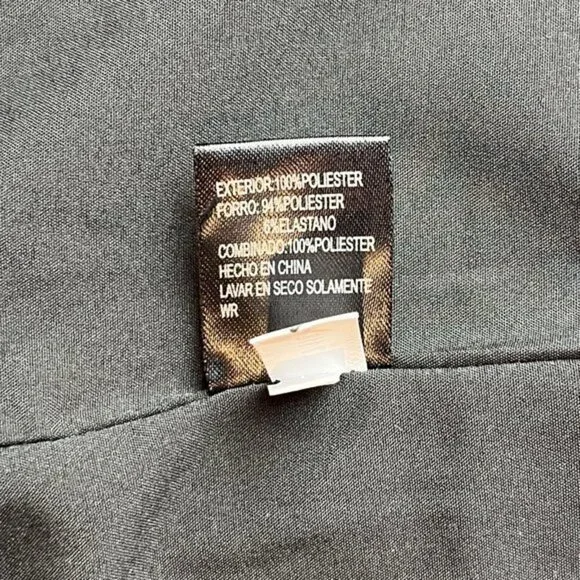 EXTERIOR:100%POLIESTER
FORRO: 94%POLIESTER
6%ELASTANO
COMBINADO:100%POLIESTER
HECHO EN CHINA
LAVAR EN SECO SOLAMENTE
WR